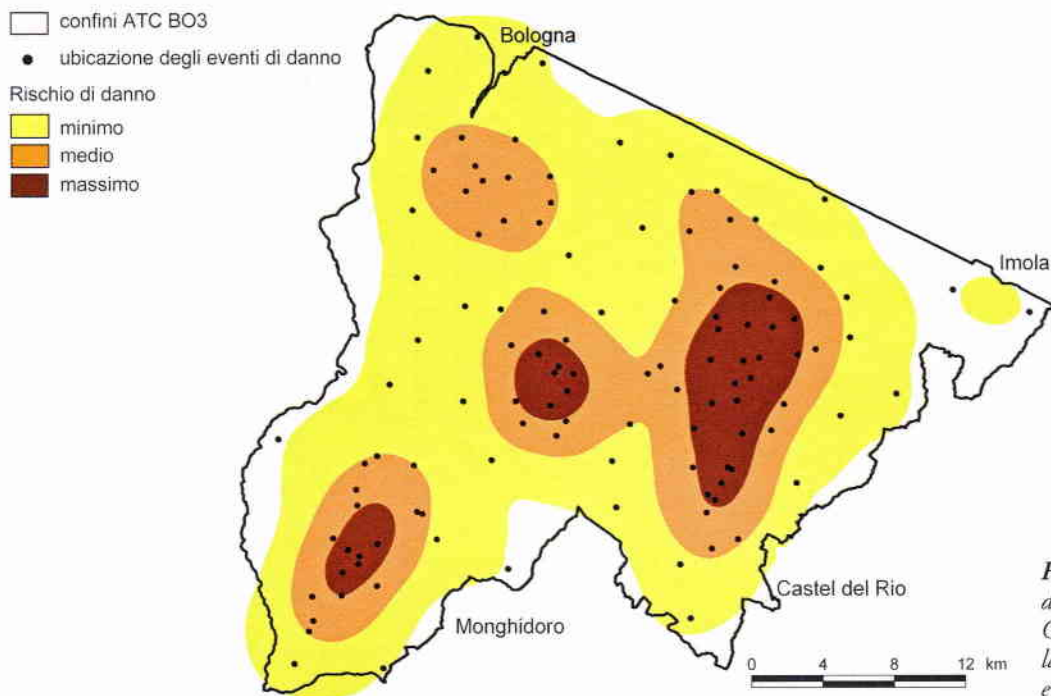 confini ATC BO3
ubicazione degli eventi di danno
Rischio di danno
minimo
medio
massimo
Bologna
Imola
Castel del Rio
Monghidoro
0 4 8 12 km